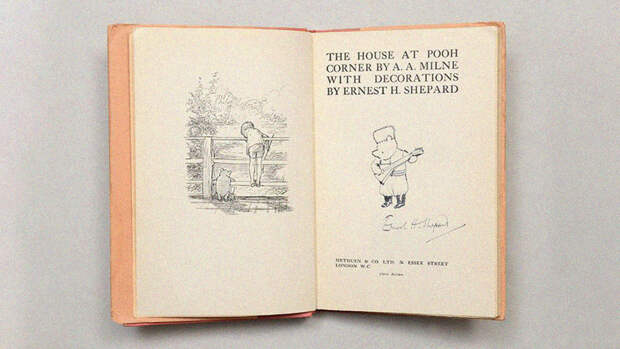 THE HOUSE AT POOH
CORNER BY A. A. MILNE
WITH DECORATIONS
BY ERNEST H. SHEPARD
Ernest H. Shepard
METHUEN & CO. LTD. 36 ESSEX STREET
LONDON W.C.